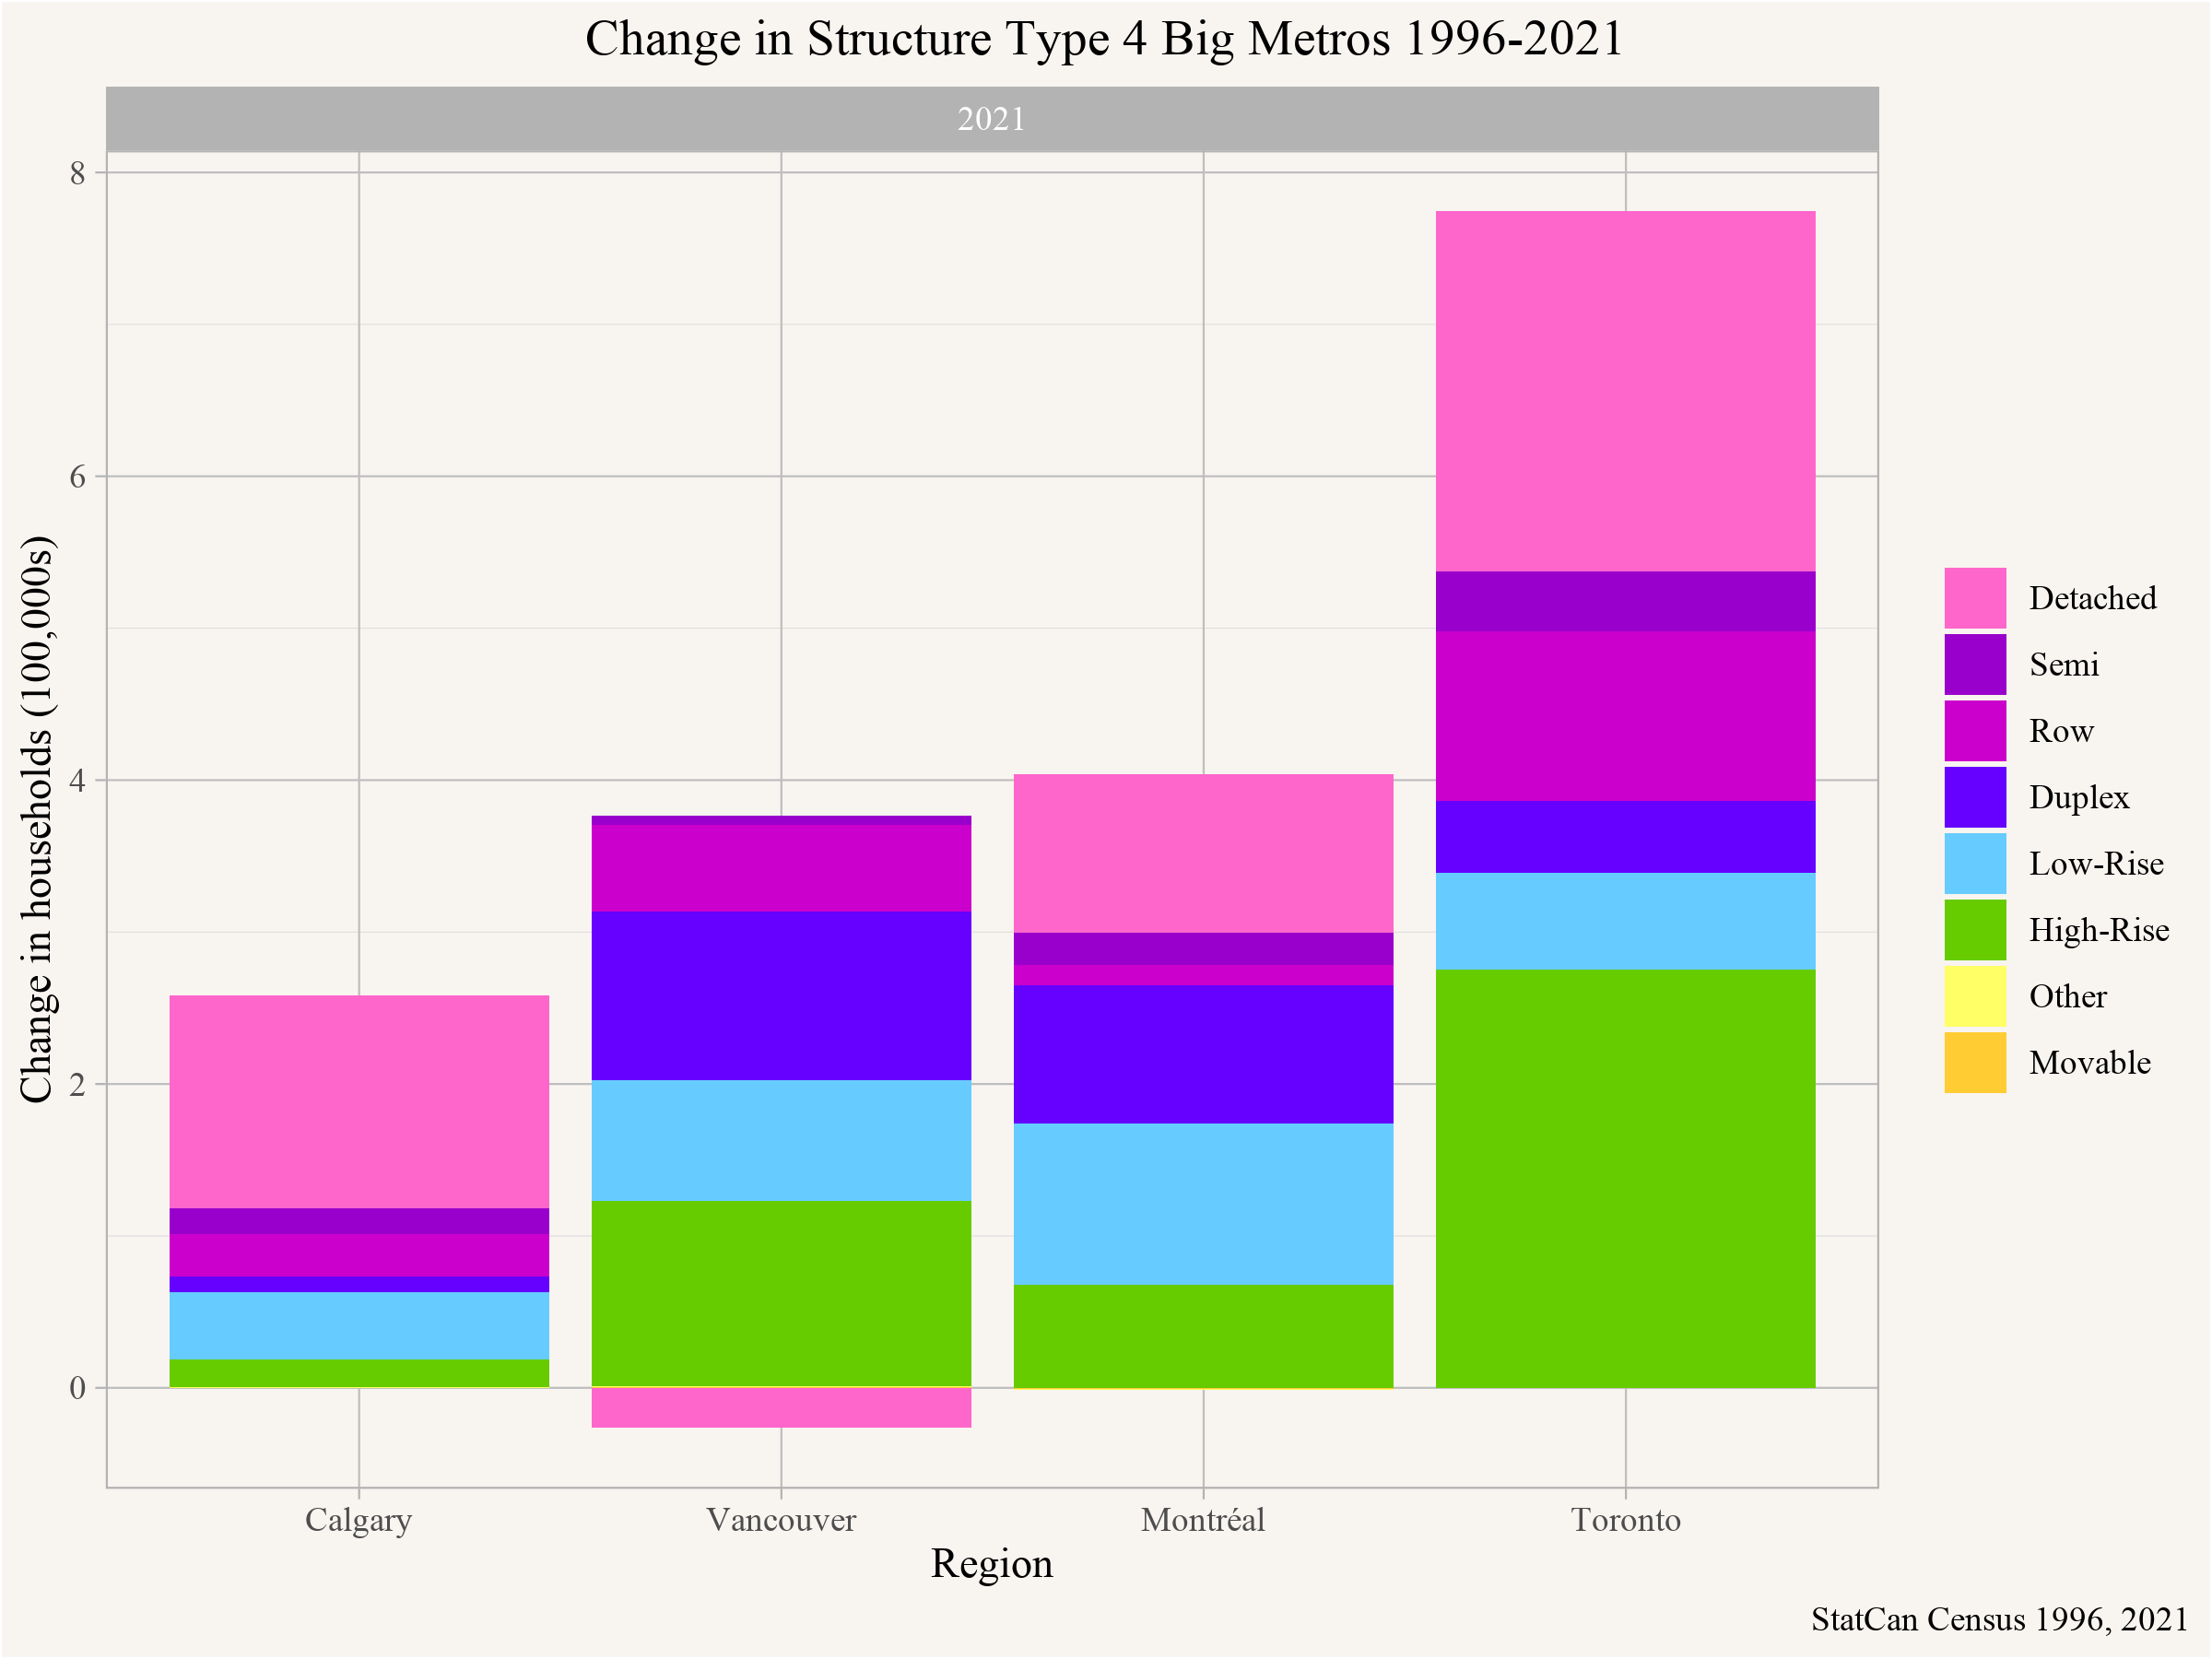 Change in Structure Type 4 Big Metros 1996-2021
2021
Change in households (100,000s)
8
6
4
2
0
Calgary
Vancouver
Montréal
Toronto
Region
Detached
Semi
Row
Duplex
Low-Rise
High-Rise
Other
Movable
StatCan Census 1996, 2021